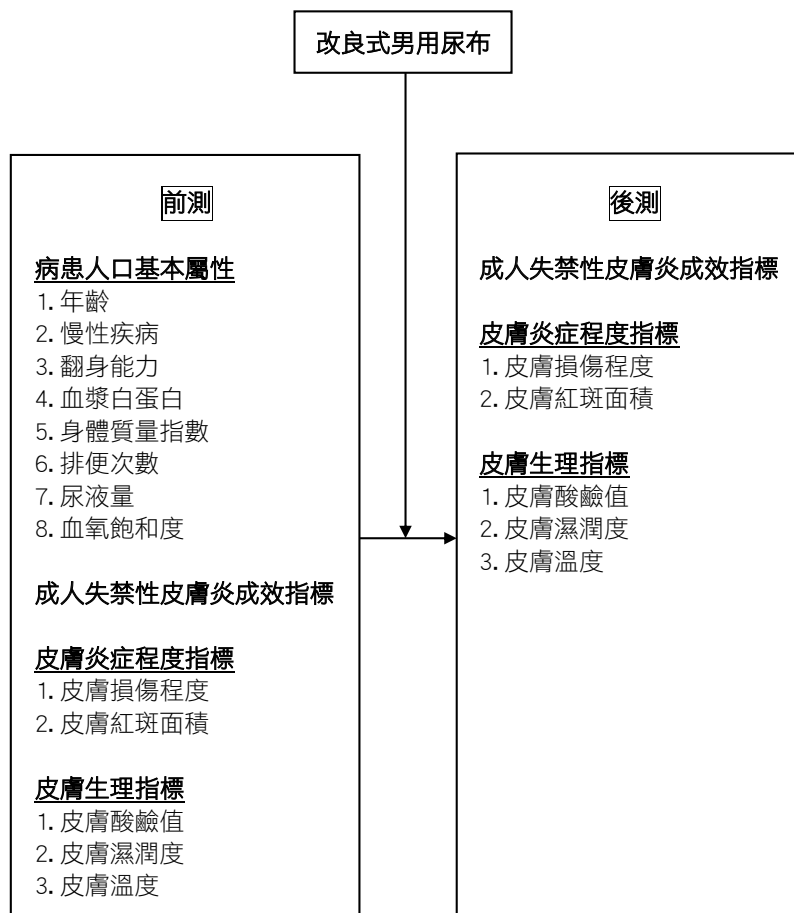 改良式男用尿布
前測
病患人口基本屬性
1. 年齡
2. 慢性疾病
3. 翻身能力
4. 血漿白蛋白
5. 身體質量指數
6. 排便次數
7. 尿液量
8. 血氧飽和度
成人失禁性皮膚炎成效指標
皮膚炎症程度指標
1. 皮膚損傷程度
2. 皮膚紅斑面積
皮膚生理指標
1. 皮膚酸鹼值
2. 皮膚濕潤度
3. 皮膚溫度
後測
成人失禁性皮膚炎成效指標
皮膚炎症程度指標
1. 皮膚損傷程度
2. 皮膚紅斑面積
皮膚生理指標
1. 皮膚酸鹼值
2. 皮膚濕潤度
3. 皮膚溫度